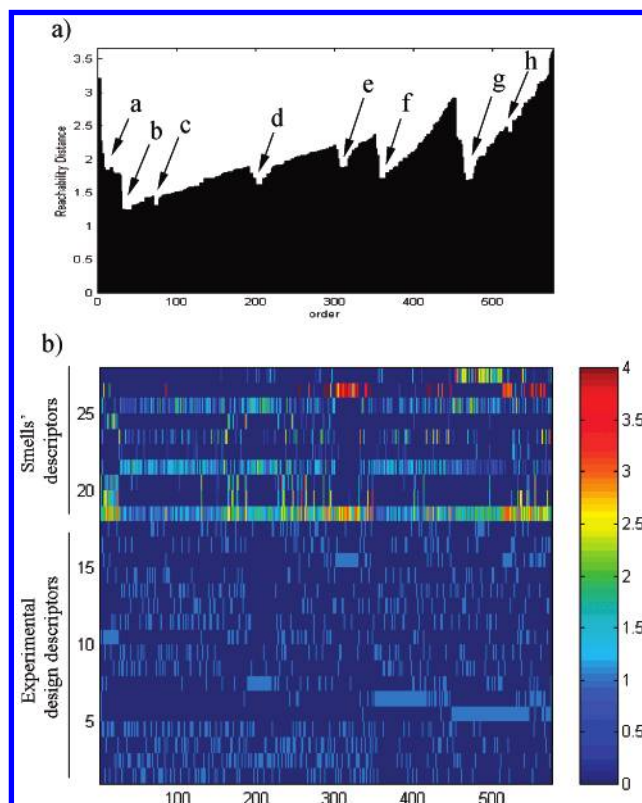 a)
3.5
3
2.5
2
1.5
1
0.5
0
Reachability Distance
a
b
c
d
e
f
g
h
0 100 200 300 400 500
order
b)
Smells' descriptors
Experimental design descriptors
25
20
15
10
5
100 200 300 400 500
4
3.5
3
2.5
2
1.5
1
0.5
0